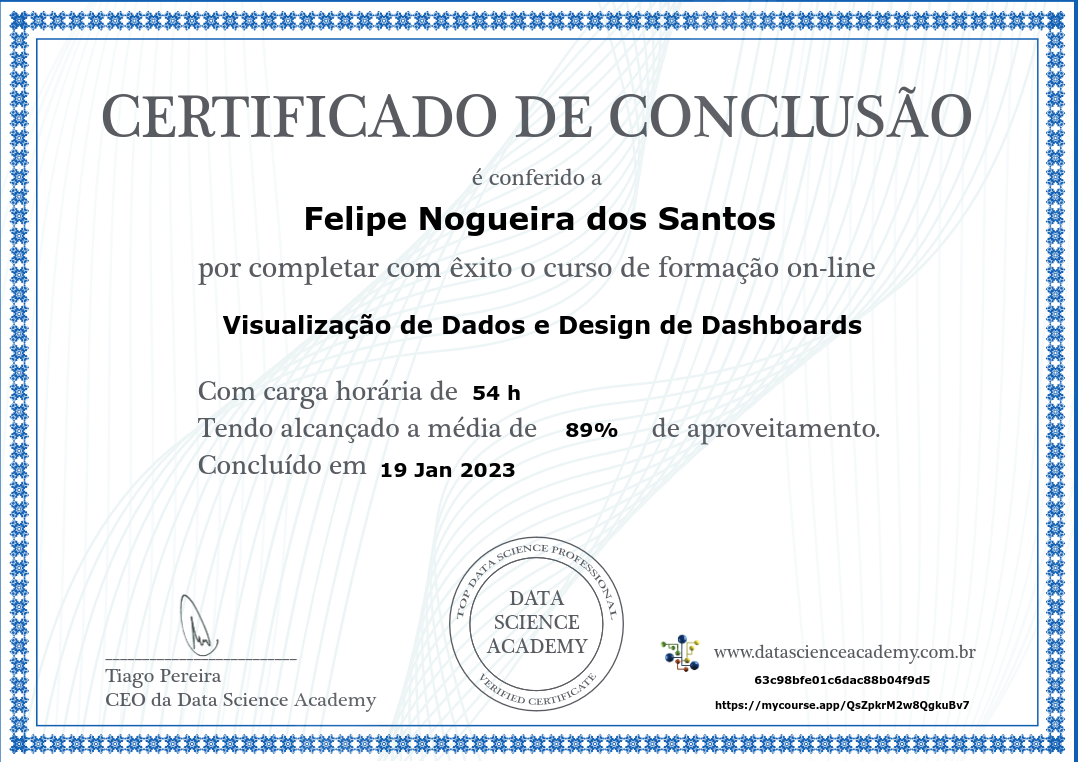 CERTIFICADO DE CONCLUSÃO
é conferido a
Felipe Nogueira dos Santos
por completar com êxito o curso de formação on-line
Visualização de Dados e Design de Dashboards
Com carga horária de 54 h
Tendo alcançado a média de 89% de aproveitamento.
Concluído em 19 Jan 2023
TOP DATA SCIENCE PROFESSIONAL
DATA
SCIENCE
ACADEMY
VERIFIED CERTIFICATE
Tiago Pereira
CEO da Data Science Academy
www.datascienceacademy.com.br
63c98bfe01c6dac88b04f9d5
https://mycourse.app/QsZpkrM2w8QgkuBv7